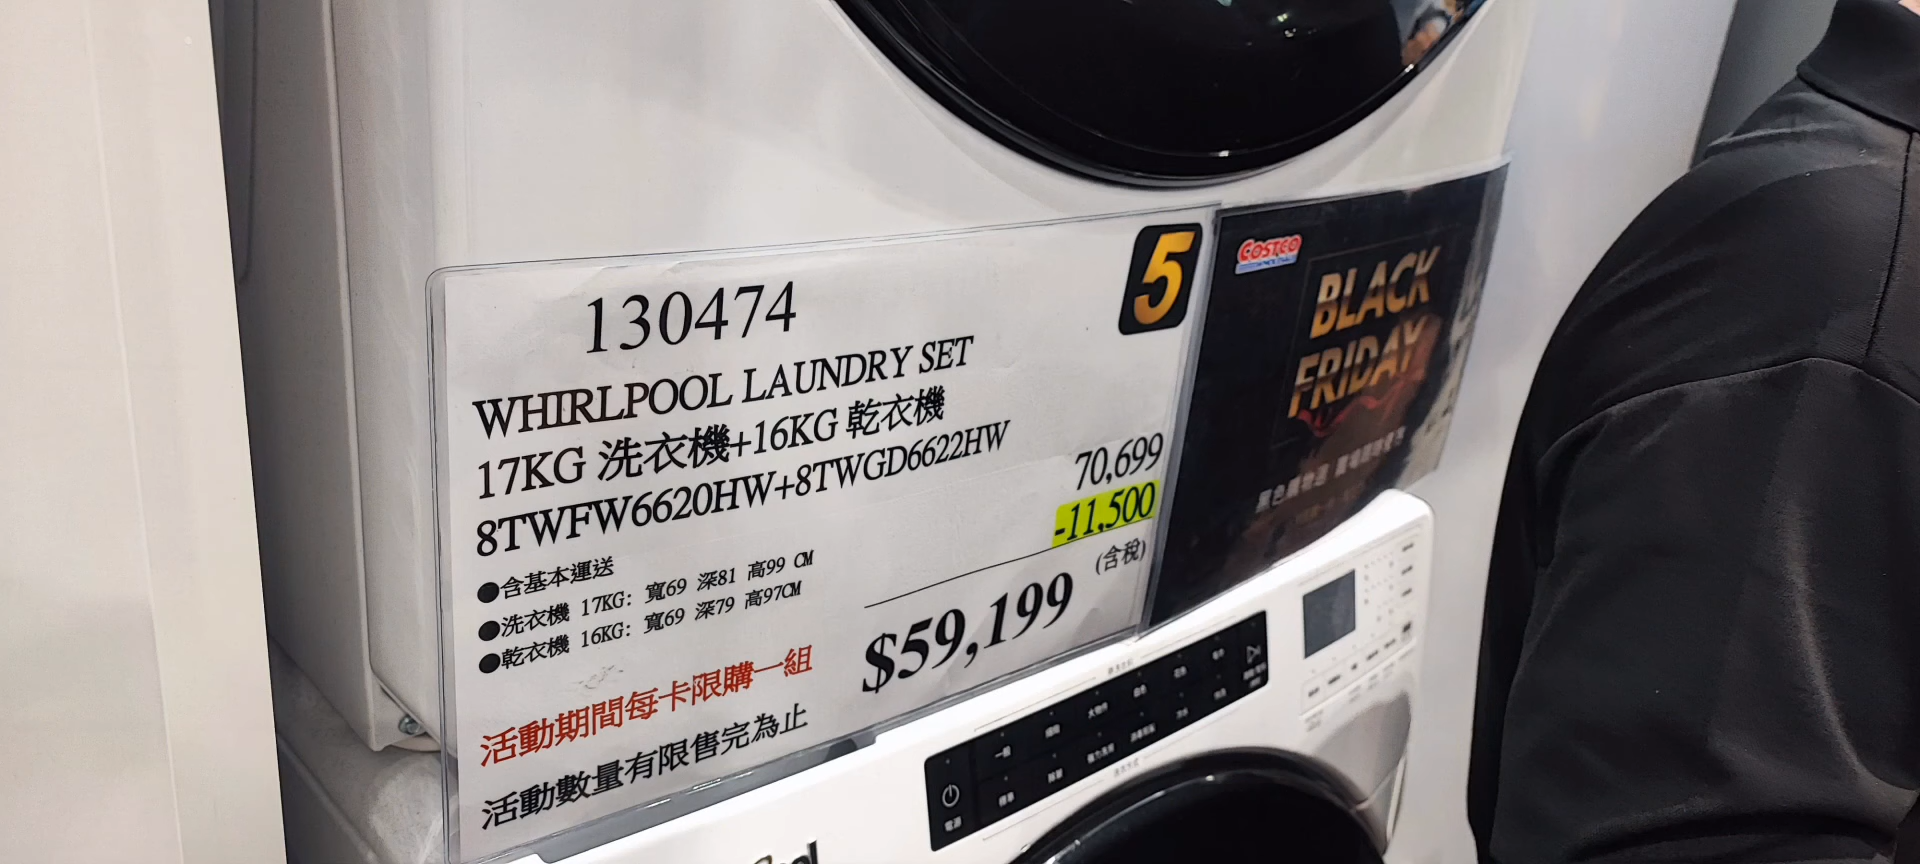 5
130474
WHIRLPOOL LAUNDRY SET
17KG 洗衣機+16KG 乾衣機
8TWFW6620HW+8TWGD6622HW
70,699
-11,500
(含稅)
$59,199
●含基本運送
●洗衣機 17KG: 寬69 深81 高99 CM
●乾衣機 16KG: 寬69 深79 高97CM
活動期間每卡限購一組
活動數量有限售完為止
COSTCO
WHOLESALE
BLACK
FRIDAY
電源